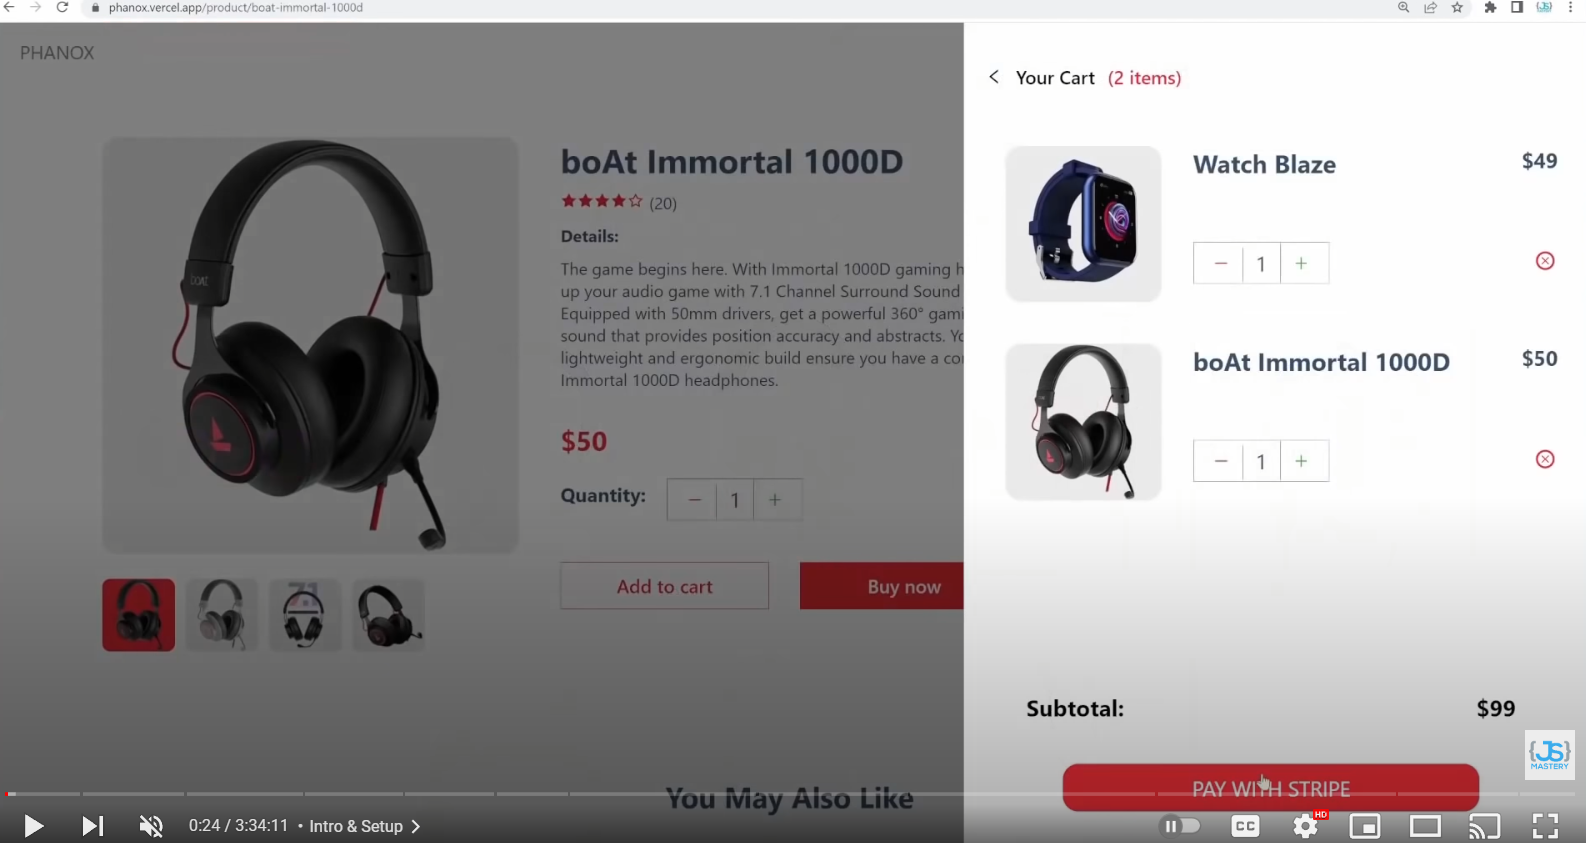 phanox.vercel.app/product/boat-immortal-1000d
PHANOX
boAt Immortal 1000D
(20)
Details:
The game begins here. With Immortal 1000D gaming h
up your audio game with 7.1 Channel Surround Sound
Equipped with 50mm drivers, get a powerful 360° gami
sound that provides position accuracy and abstracts. Yo
lightweight and ergonomic build ensure you have a co
Immortal 1000D headphones.
$50
Quantity:
− 1 +
Add to cart
Buy now
You May Also Like
Your Cart (2 items)
Watch Blaze $49
− 1 +
boAt Immortal 1000D $50
− 1 +
Subtotal: $99
PAY WITH STRIPE
{JS}
MASTERY
0:24 / 3:34:11 • Intro & Setup
CC
HD